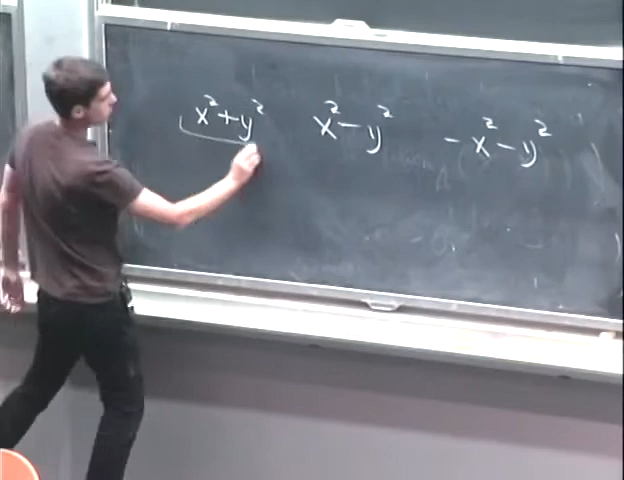 x² + y² x² - y² - x² - y²